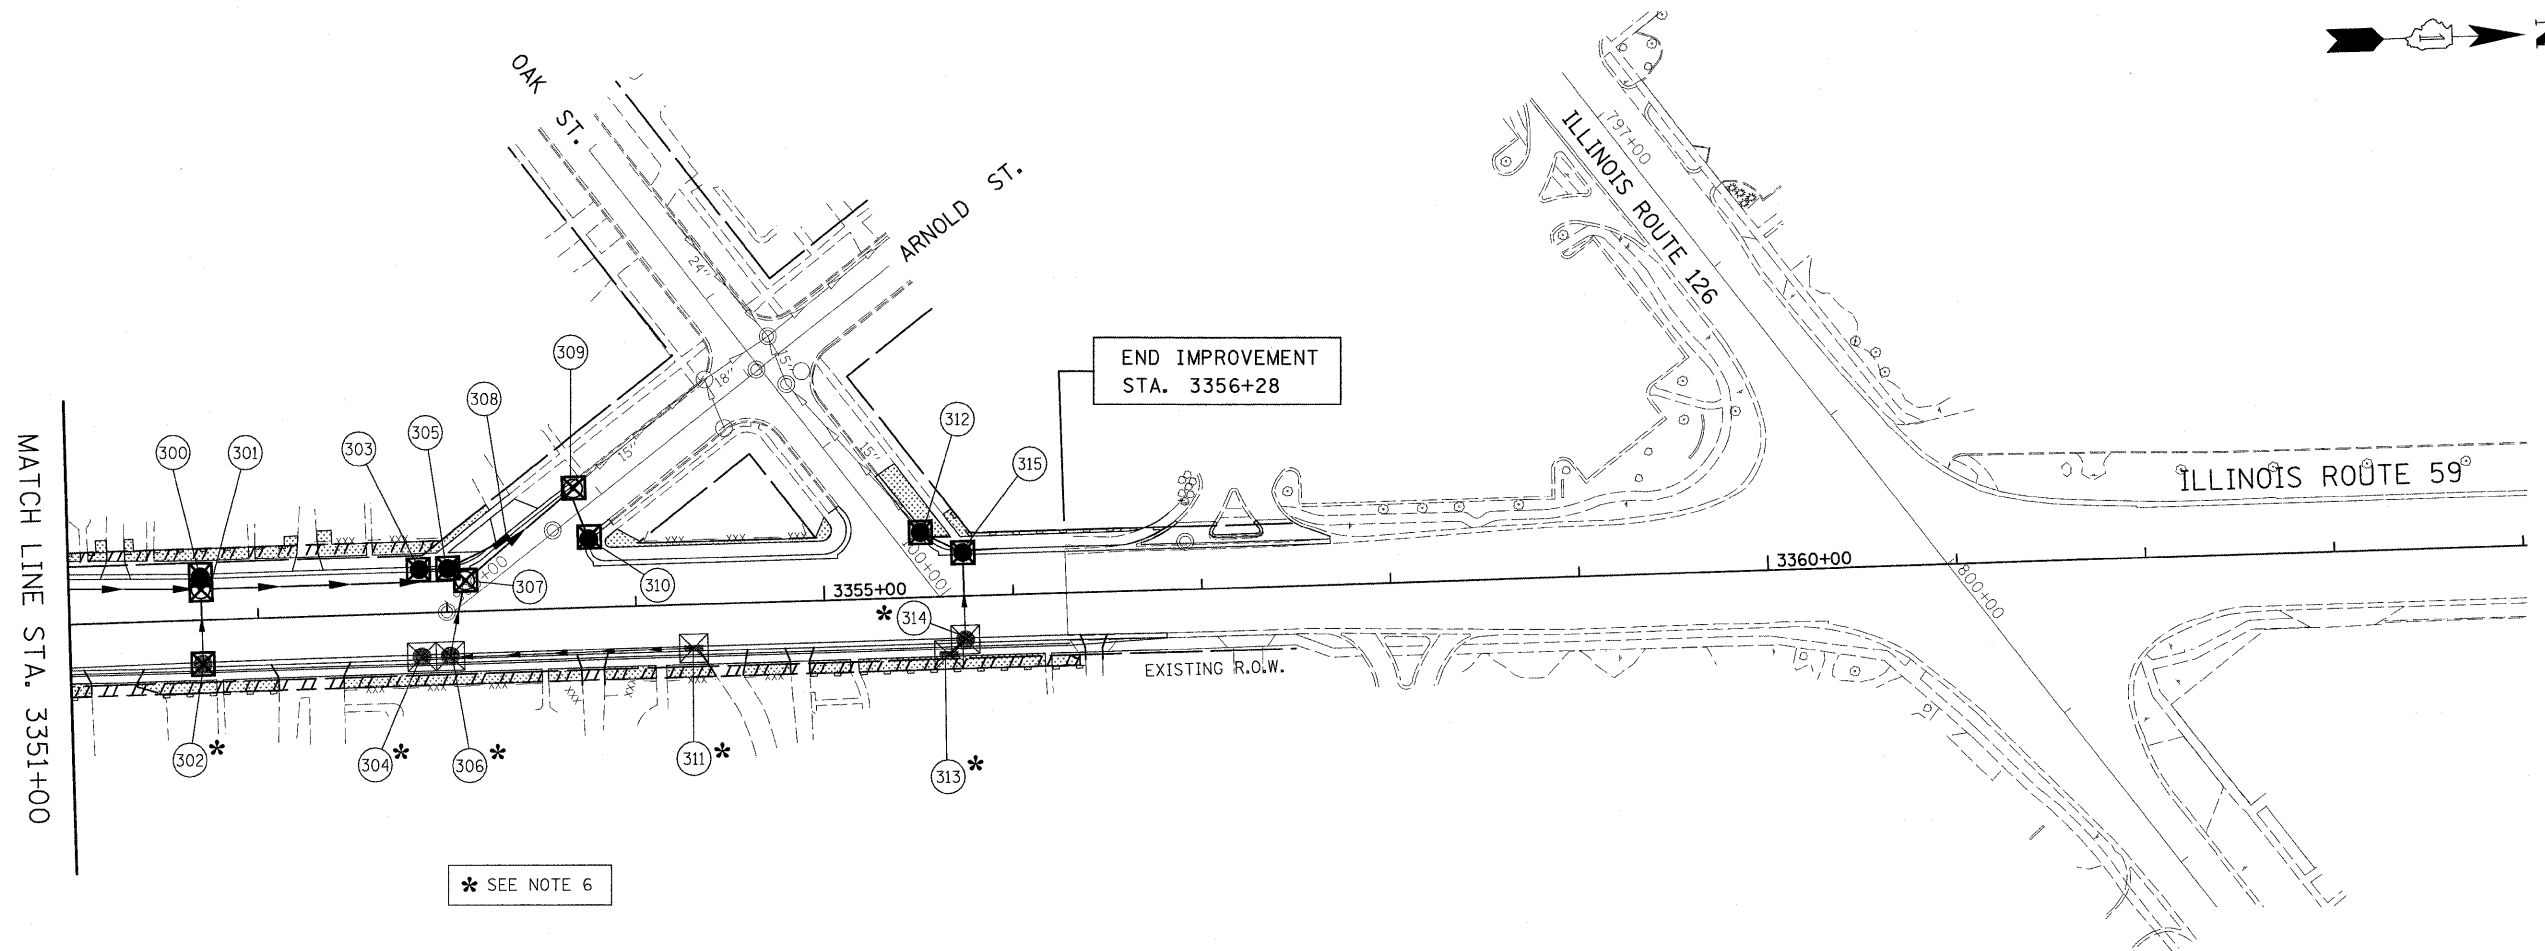 N
OAK ST.
ARNOLD ST.
ILLINOIS ROUTE 126
797+00
24"
18"
15"
15"
15"
END IMPROVEMENT
STA. 3356+28
309
308
305
303
301
300
312
315
ILLINOIS ROUTE 59
MATCH LINE STA. 3351+00
307
310
3355+00
3360+00
800+00
* 314
EXISTING R.O.W.
302 *
304 *
306 *
311 *
313 *
* SEE NOTE 6